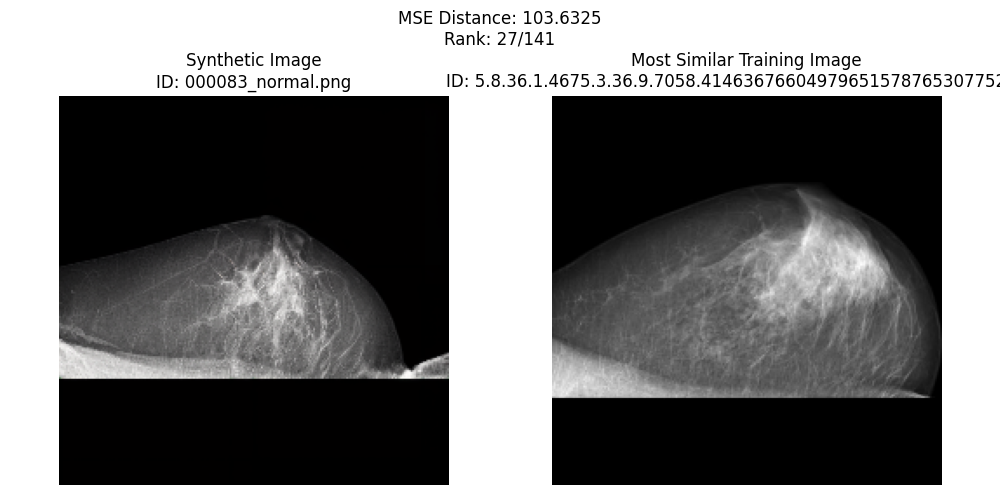 MSE Distance: 103.6325
Rank: 27/141
Synthetic Image
ID: 000083_normal.png
Most Similar Training Image
ID: 5.8.36.1.4675.3.36.9.7058.41463676604979651578765307752